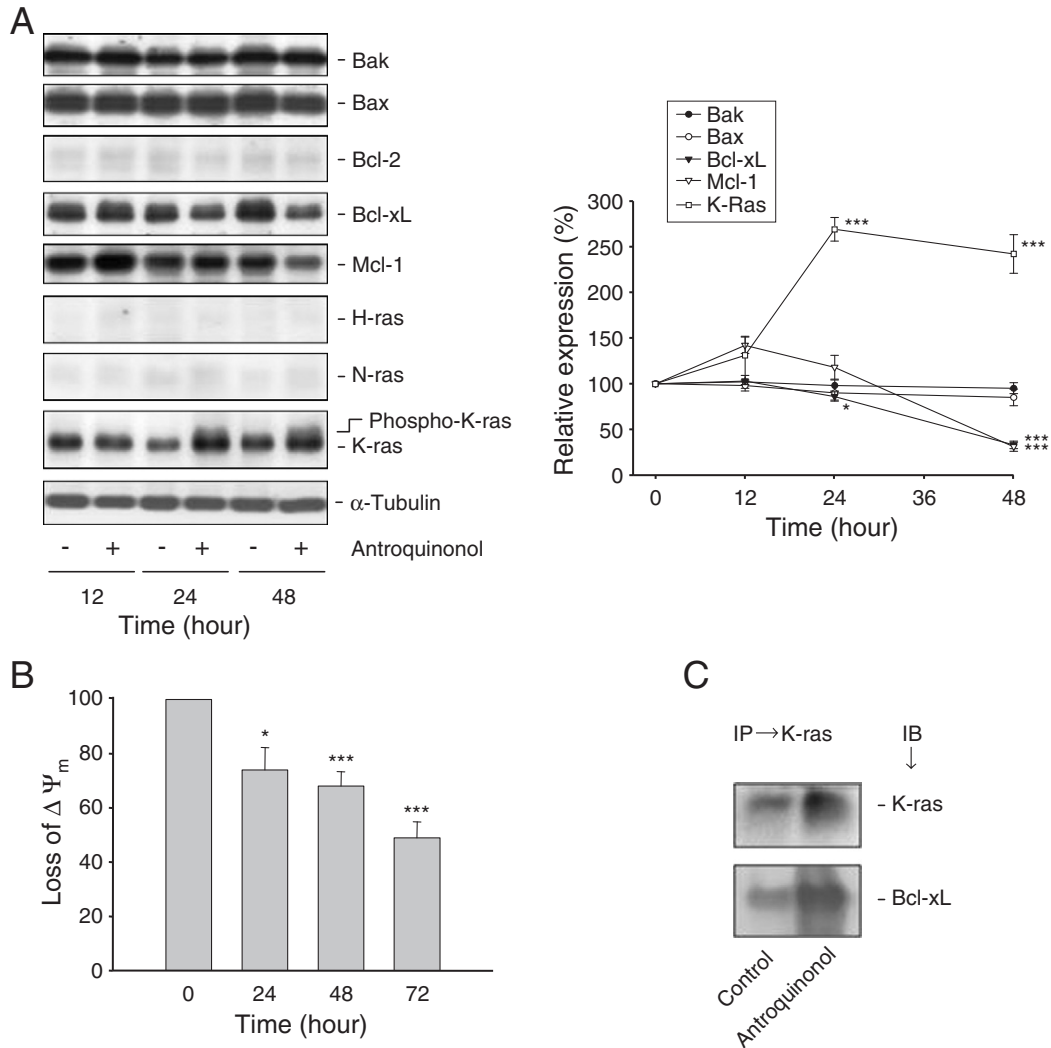 A
- Bak
- Bax
- Bcl-2
- Bcl-xL
- Mcl-1
- H-ras
- N-ras
Phospho-K-ras
- K-ras
- α-Tubulin
- + - + - + Antroquinonol
12 24 48
Time (hour)
Bak
Bax
Bcl-xL
Mcl-1
K-Ras
Relative expression (%)
300
250
200
150
100
50
0
***
***
*
***
***
0 12 24 36 48
Time (hour)
B
Loss of Δ Ψm
100
80
60
40
20
0
*
***
***
0 24 48 72
Time (hour)
C
IP→K-ras IB
↓
- K-ras
- Bcl-xL
Control
Antroquinonol